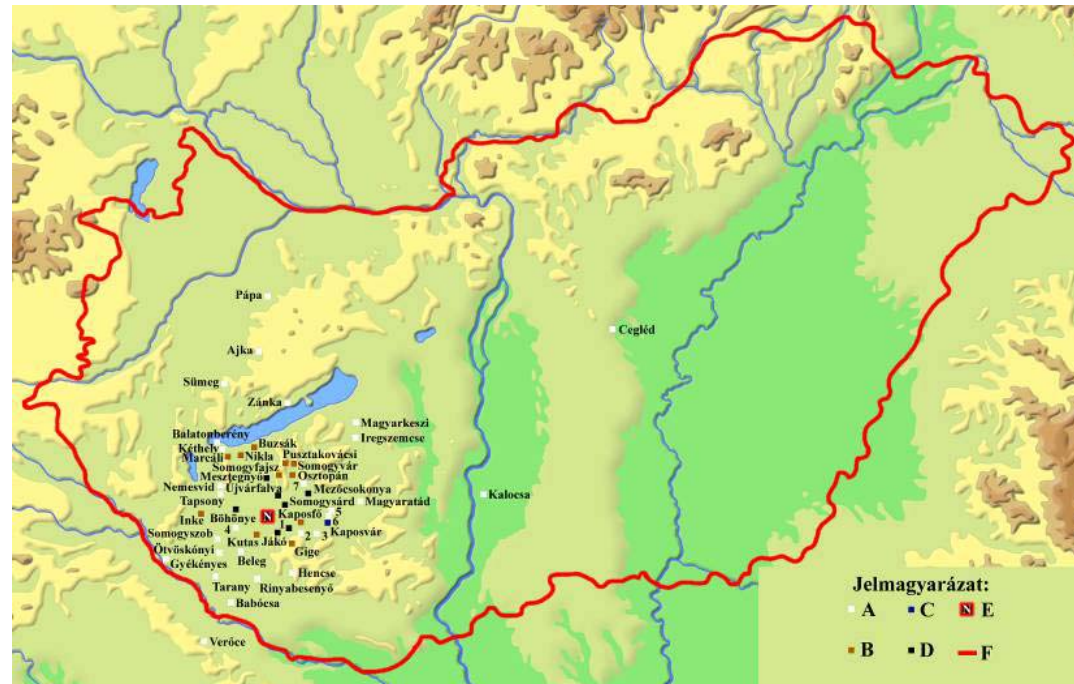 Pápa
Cegléd
Ajka
Sümeg
Zánka
Magyarkeszi
Balatonberény
Iregszemcse
Kéthely
Buzsák
Marcali
Nikla
Pusztakovácsi
Somogyfajsz
Somogyvár
Mesztegnyő
Osztopán
Nemesvid
Újvárfalva
7
Mezőcsokonya
Kalocsa
Tapsony
Somogysárd
Magyaratád
Inke
Böhönye
N
Kaposfő
5
6
Somogyszob
4
1
Kaposvár
Kutas
Jákó
2
3
Ötvöskónyi
Gige
Gyékényes
Beleg
Hencse
Tarany
Rinyabesenyő
Babócsa
Verőce
Jelmagyarázat:
A
C
N
E
B
D
F